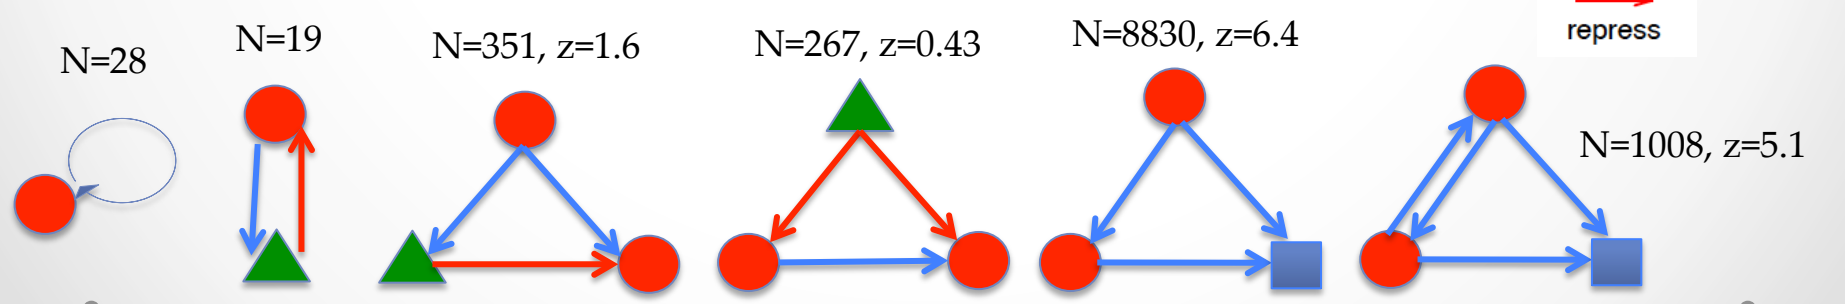 N=28
N=19
N=351, z=1.6
N=267, z=0.43
N=8830, z=6.4
repress
N=1008, z=5.1